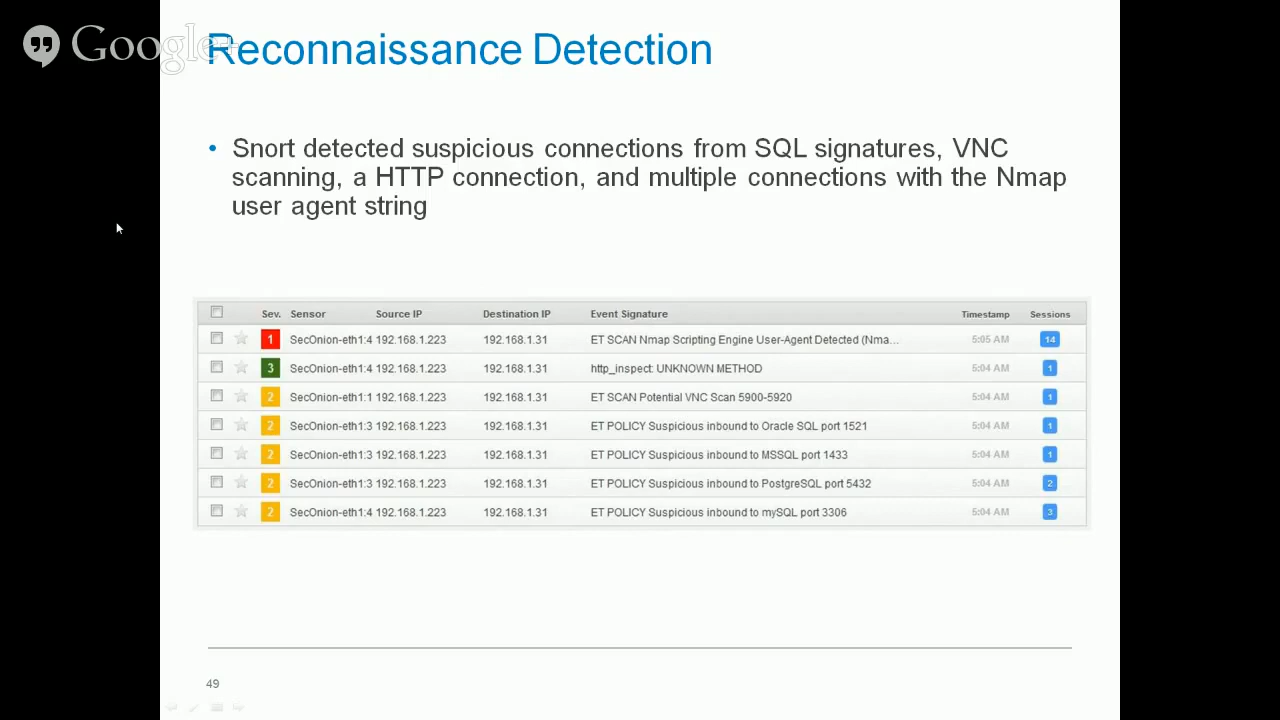 Google+
Reconnaissance Detection
• Snort detected suspicious connections from SQL signatures, VNC
scanning, a HTTP connection, and multiple connections with the Nmap
user agent string
Sev. Sensor Source IP Destination IP Event Signature Timestamp Sessions
1 SecOnion-eth1:4 192.168.1.223 192.168.1.31 ET SCAN Nmap Scripting Engine User-Agent Detected (Nma... 5:05 AM 14
3 SecOnion-eth1:4 192.168.1.223 192.168.1.31 http_inspect: UNKNOWN METHOD 5:04 AM 1
2 SecOnion-eth1:1 192.168.1.223 192.168.1.31 ET SCAN Potential VNC Scan 5900-5920 5:04 AM 1
2 SecOnion-eth1:3 192.168.1.223 192.168.1.31 ET POLICY Suspicious inbound to Oracle SQL port 1521 5:04 AM 1
2 SecOnion-eth1:3 192.168.1.223 192.168.1.31 ET POLICY Suspicious inbound to MSSQL port 1433 5:04 AM 1
2 SecOnion-eth1:3 192.168.1.223 192.168.1.31 ET POLICY Suspicious inbound to PostgreSQL port 5432 5:04 AM 2
2 SecOnion-eth1:4 192.168.1.223 192.168.1.31 ET POLICY Suspicious inbound to mySQL port 3306 5:04 AM 3
49